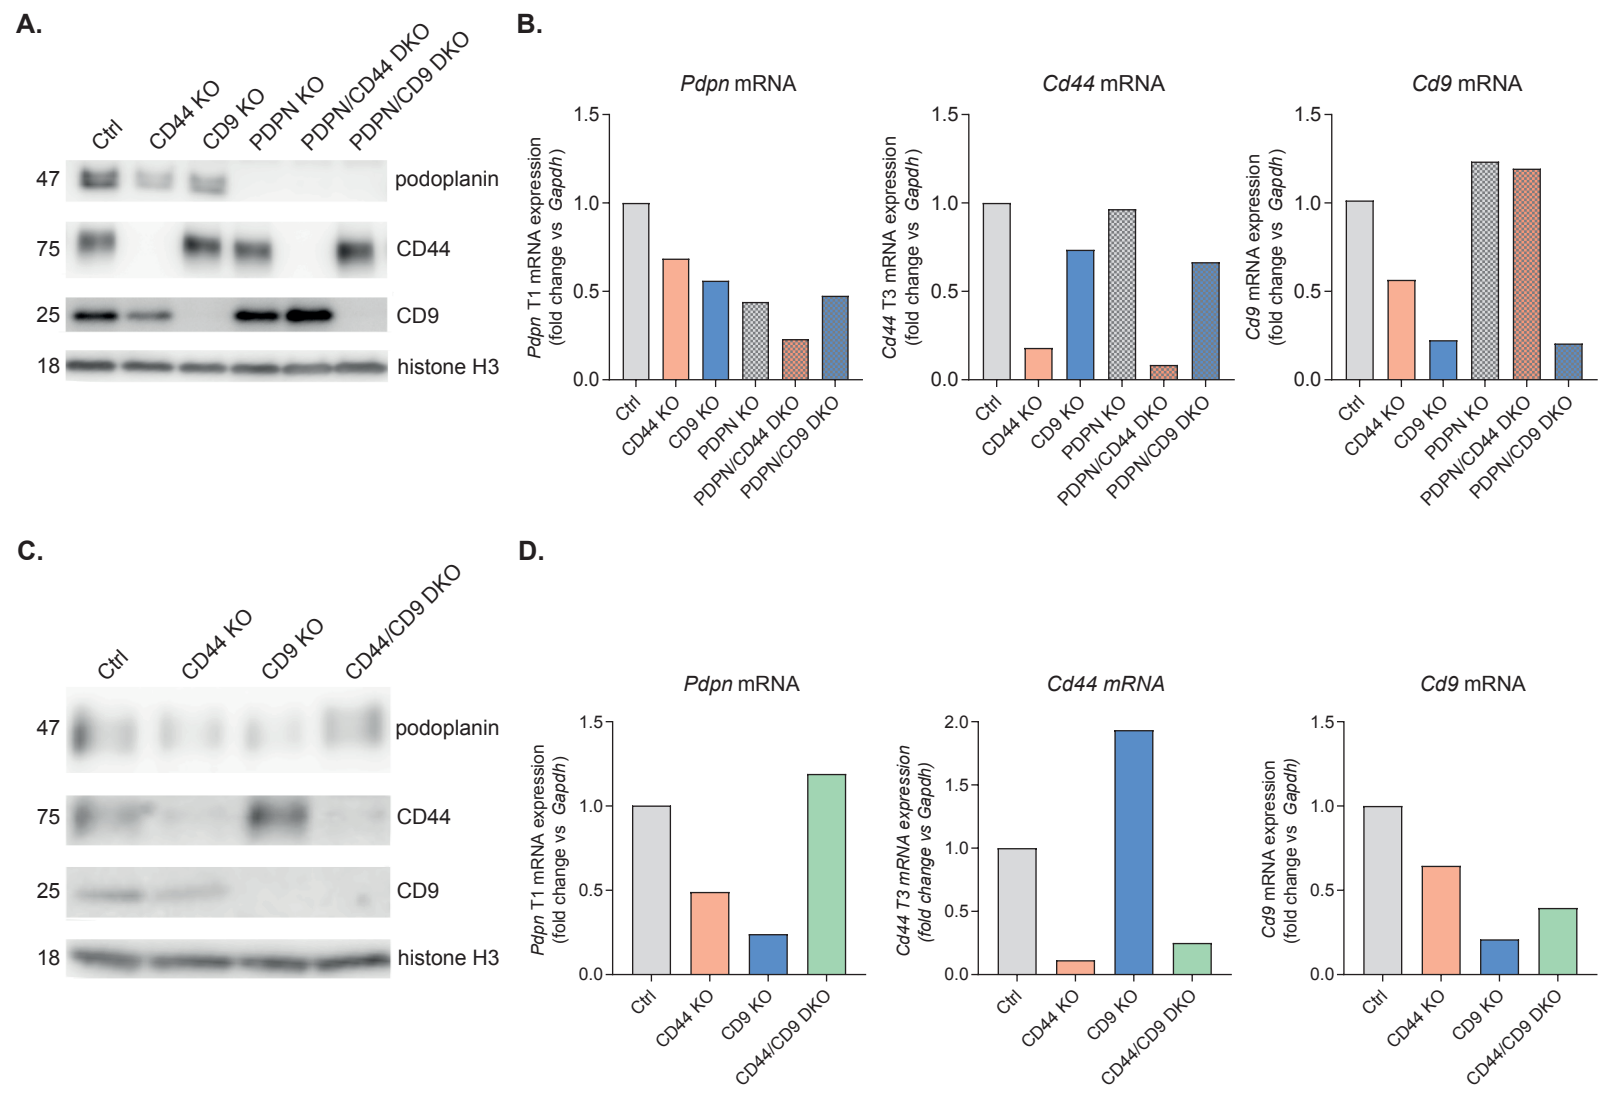 A.
Ctrl
CD44 KO
CD9 KO
PDPN KO
PDPN/CD44 DKO
PDPN/CD9 DKO
47 podoplanin
75 CD44
25 CD9
18 histone H3
B.
Pdpn mRNA
Pdpn T1 mRNA expression
(fold change vs Gapdh)
1.5
1.0
0.5
0.0
Ctrl
CD44 KO
CD9 KO
PDPN KO
PDPN/CD44 DKO
PDPN/CD9 DKO
Cd44 mRNA
Cd44 T3 mRNA expression
(fold change vs Gapdh)
1.5
1.0
0.5
0.0
Ctrl
CD44 KO
CD9 KO
PDPN KO
PPDN/CD44 DKO
PDPN/CD9 DKO
Cd9 mRNA
Cd9 mRNA expression
(fold change vs Gapdh)
1.5
1.0
0.5
0.0
Ctrl
CD44 KO
CD9 KO
PDPN KO
PDPN/CD44 DKO
PDPN/CD9 DKO
C.
Ctrl
CD44 KO
CD9 KO
CD44/CD9 DKO
47 podoplanin
75 CD44
25 CD9
18 histone H3
D.
Pdpn mRNA
Pdpn T1 mRNA expression
(fold change vs Gapdh)
1.5
1.0
0.5
0.0
Ctrl
CD44 KO
CD9 KO
CD44/CD9 DKO
Cd44 mRNA
Cd44 T3 mRNA expression
(fold change vs Gapdh)
2.0
1.5
1.0
0.5
0.0
Ctrl
CD44 KO
CD9 KO
CD44/CD9 DKO
Cd9 mRNA
Cd9 mRNA expression
(fold change vs Gapdh)
1.5
1.0
0.5
0.0
Ctrl
CD44 KO
CD9 KO
CD44/CD9 DKO